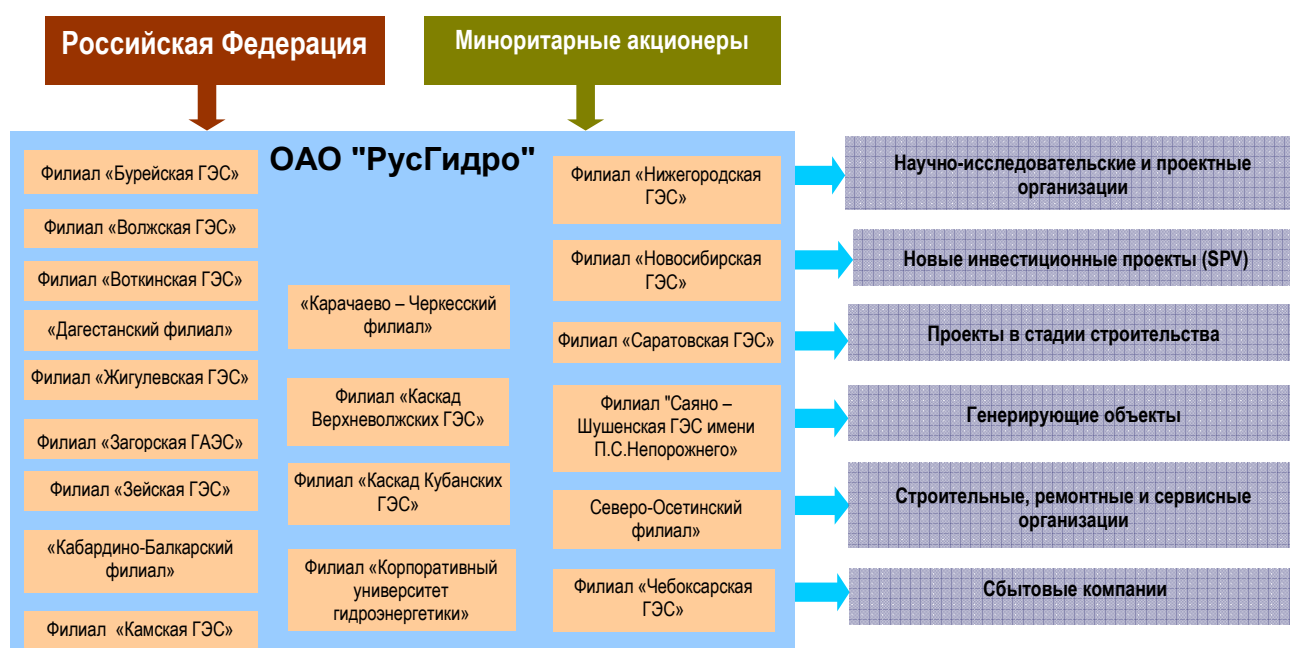 Российская Федерация
Миноритарные акционеры
ОАО "РусГидро"
Филиал «Бурейская ГЭС»
Филиал «Волжская ГЭС»
Филиал «Воткинская ГЭС»
«Дагестанский филиал»
Филиал «Жигулевская ГЭС»
Филиал «Загорская ГАЭС»
Филиал «Зейская ГЭС»
«Кабардино-Балкарский
филиал»
Филиал «Камская ГЭС»
«Карачаево – Черкесский
филиал»
Филиал «Каскад
Верхневолжских ГЭС»
Филиал «Каскад Кубанских
ГЭС»
Филиал «Корпоративный
университет
гидроэнергетики»
Филиал «Нижегородская
ГЭС»
Филиал «Новосибирская
ГЭС»
Филиал «Саратовская ГЭС»
Филиал "Саяно –
Шушенская ГЭС имени
П.С.Непорожнего»
Северо-Осетинский
филиал»
Филиал «Чебоксарская
ГЭС»
Научно-исследовательские и проектные
организации
Новые инвестиционные проекты (SPV)
Проекты в стадии строительства
Генерирующие объекты
Строительные, ремонтные и сервисные
организации
Сбытовые компании